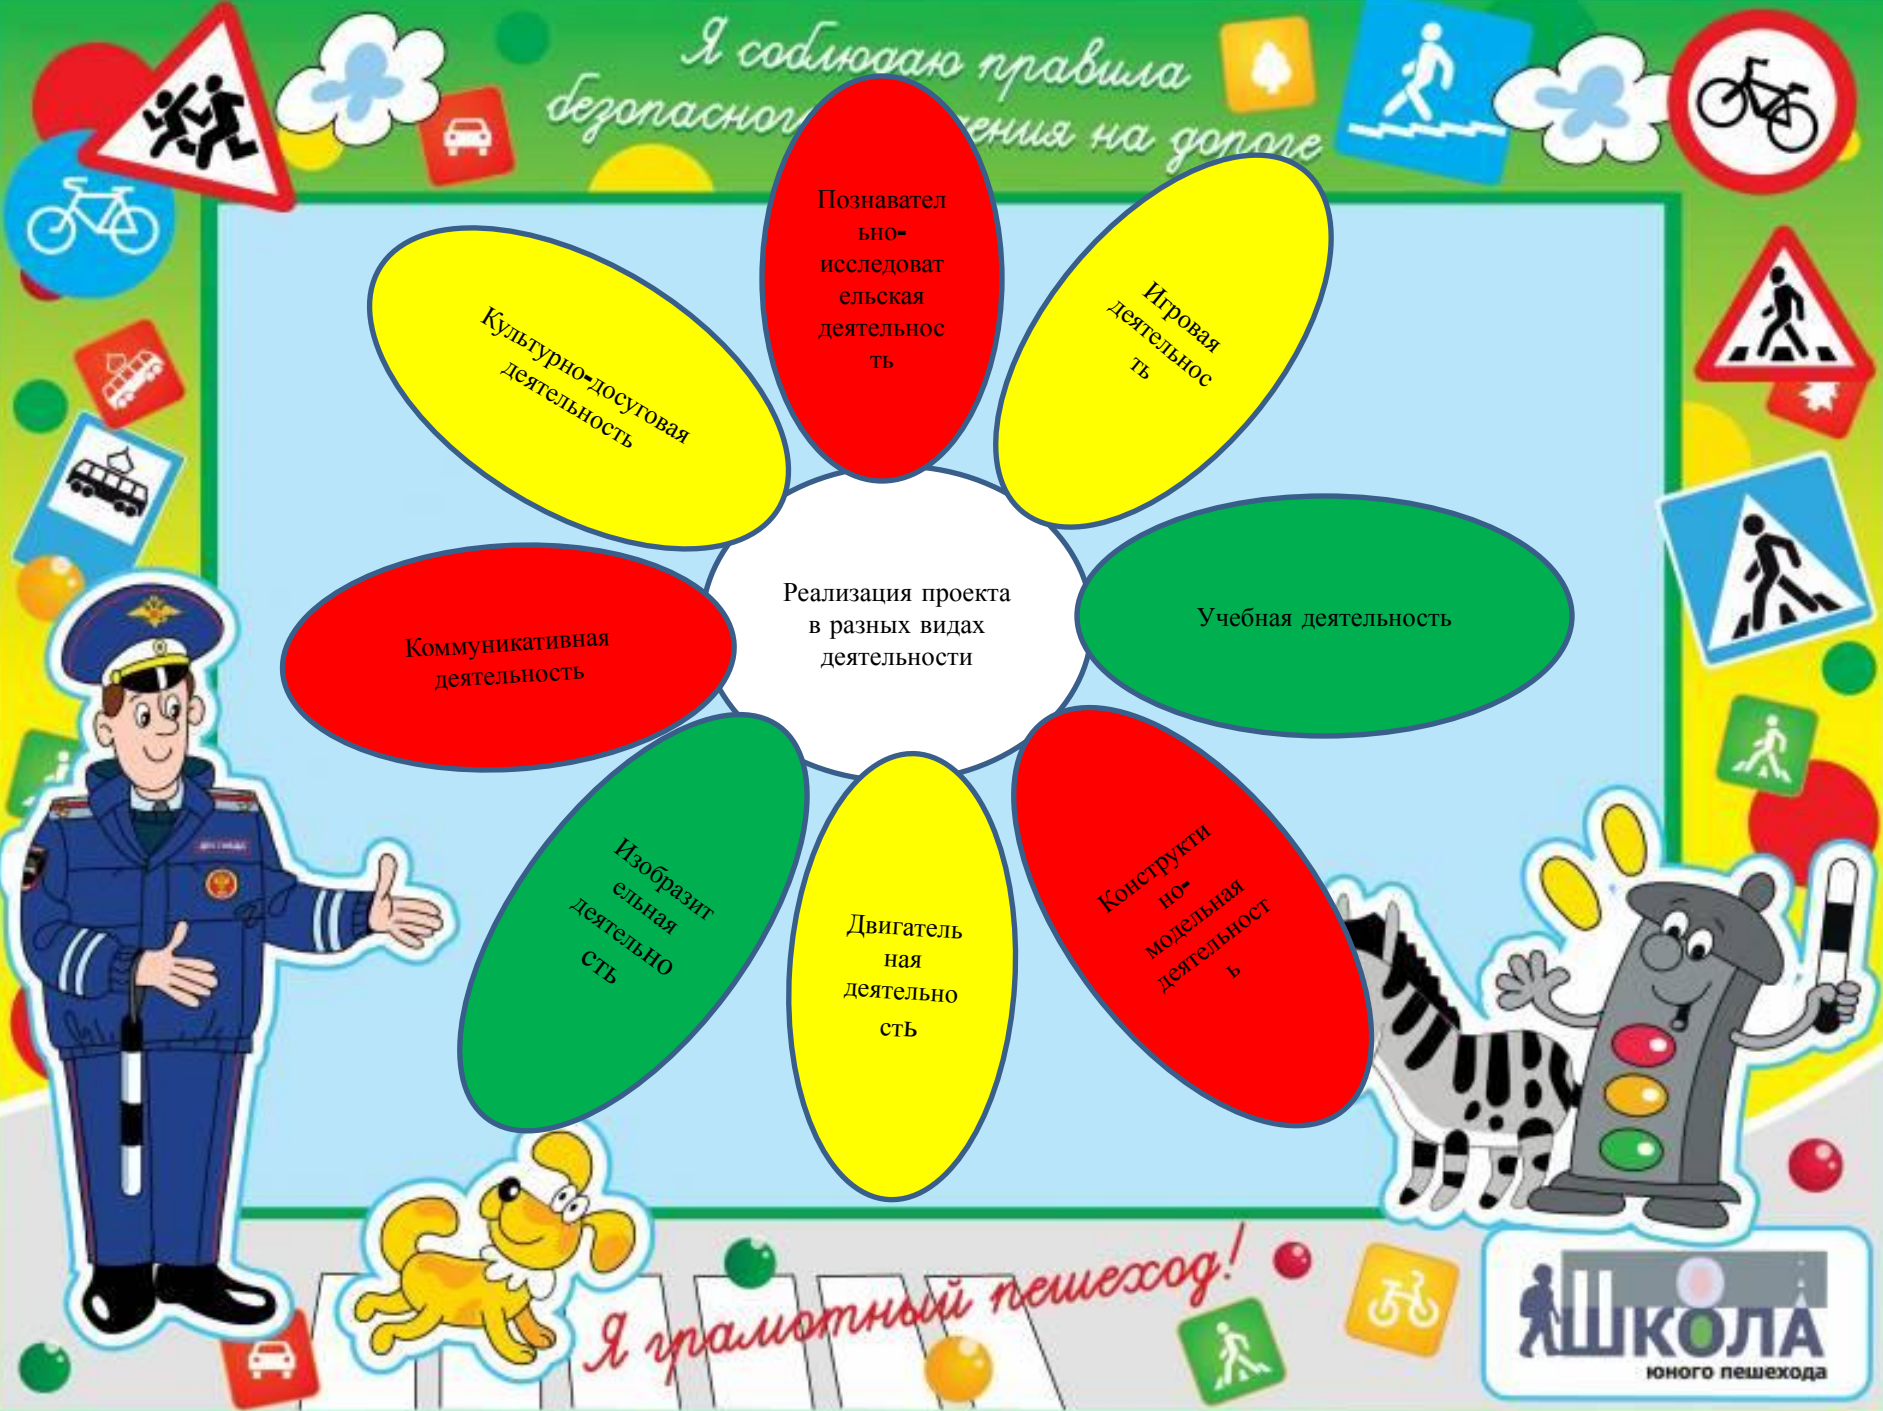 Я соблюдаю правила
на дороге
Познавател
ьно-
исследоват
ельская
деятельнос
ть
Игровая
деятельнос
ть
Культурно-досуговая
деятельность
Реализация проекта
в разных видах
деятельности
Учебная деятельность
Коммуникативная
деятельность
Изобразит
ельная
деятельно
сть
Двигатель
ная
деятельно
сть
Конструкти
но-
модельная
деятельност
ь
Я грамотный пешеход!
ШКОЛА
юного пешехода